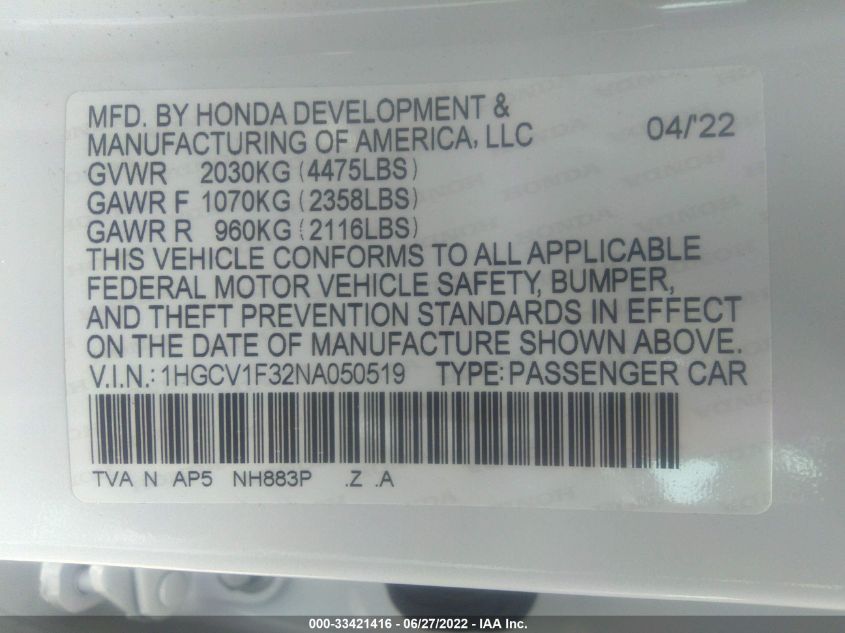 MFD. BY HONDA DEVELOPMENT &
MANUFACTURING OF AMERICA, LLC 04/'22
GVWR 2030KG (4475LBS)
GAWR F 1070KG (2358LBS)
GAWR R 960KG (2116LBS)
THIS VEHICLE CONFORMS TO ALL APPLICABLE
FEDERAL MOTOR VEHICLE SAFETY, BUMPER,
AND THEFT PREVENTION STANDARDS IN EFFECT
ON THE DATE OF MANUFACTURE SHOWN ABOVE.
V.I.N.: 1HGCV1F32NA050519 TYPE: PASSENGER CAR
TVA N AP5 NH883P .Z .A
000-33421416 - 06/27/2022 - IAA Inc.